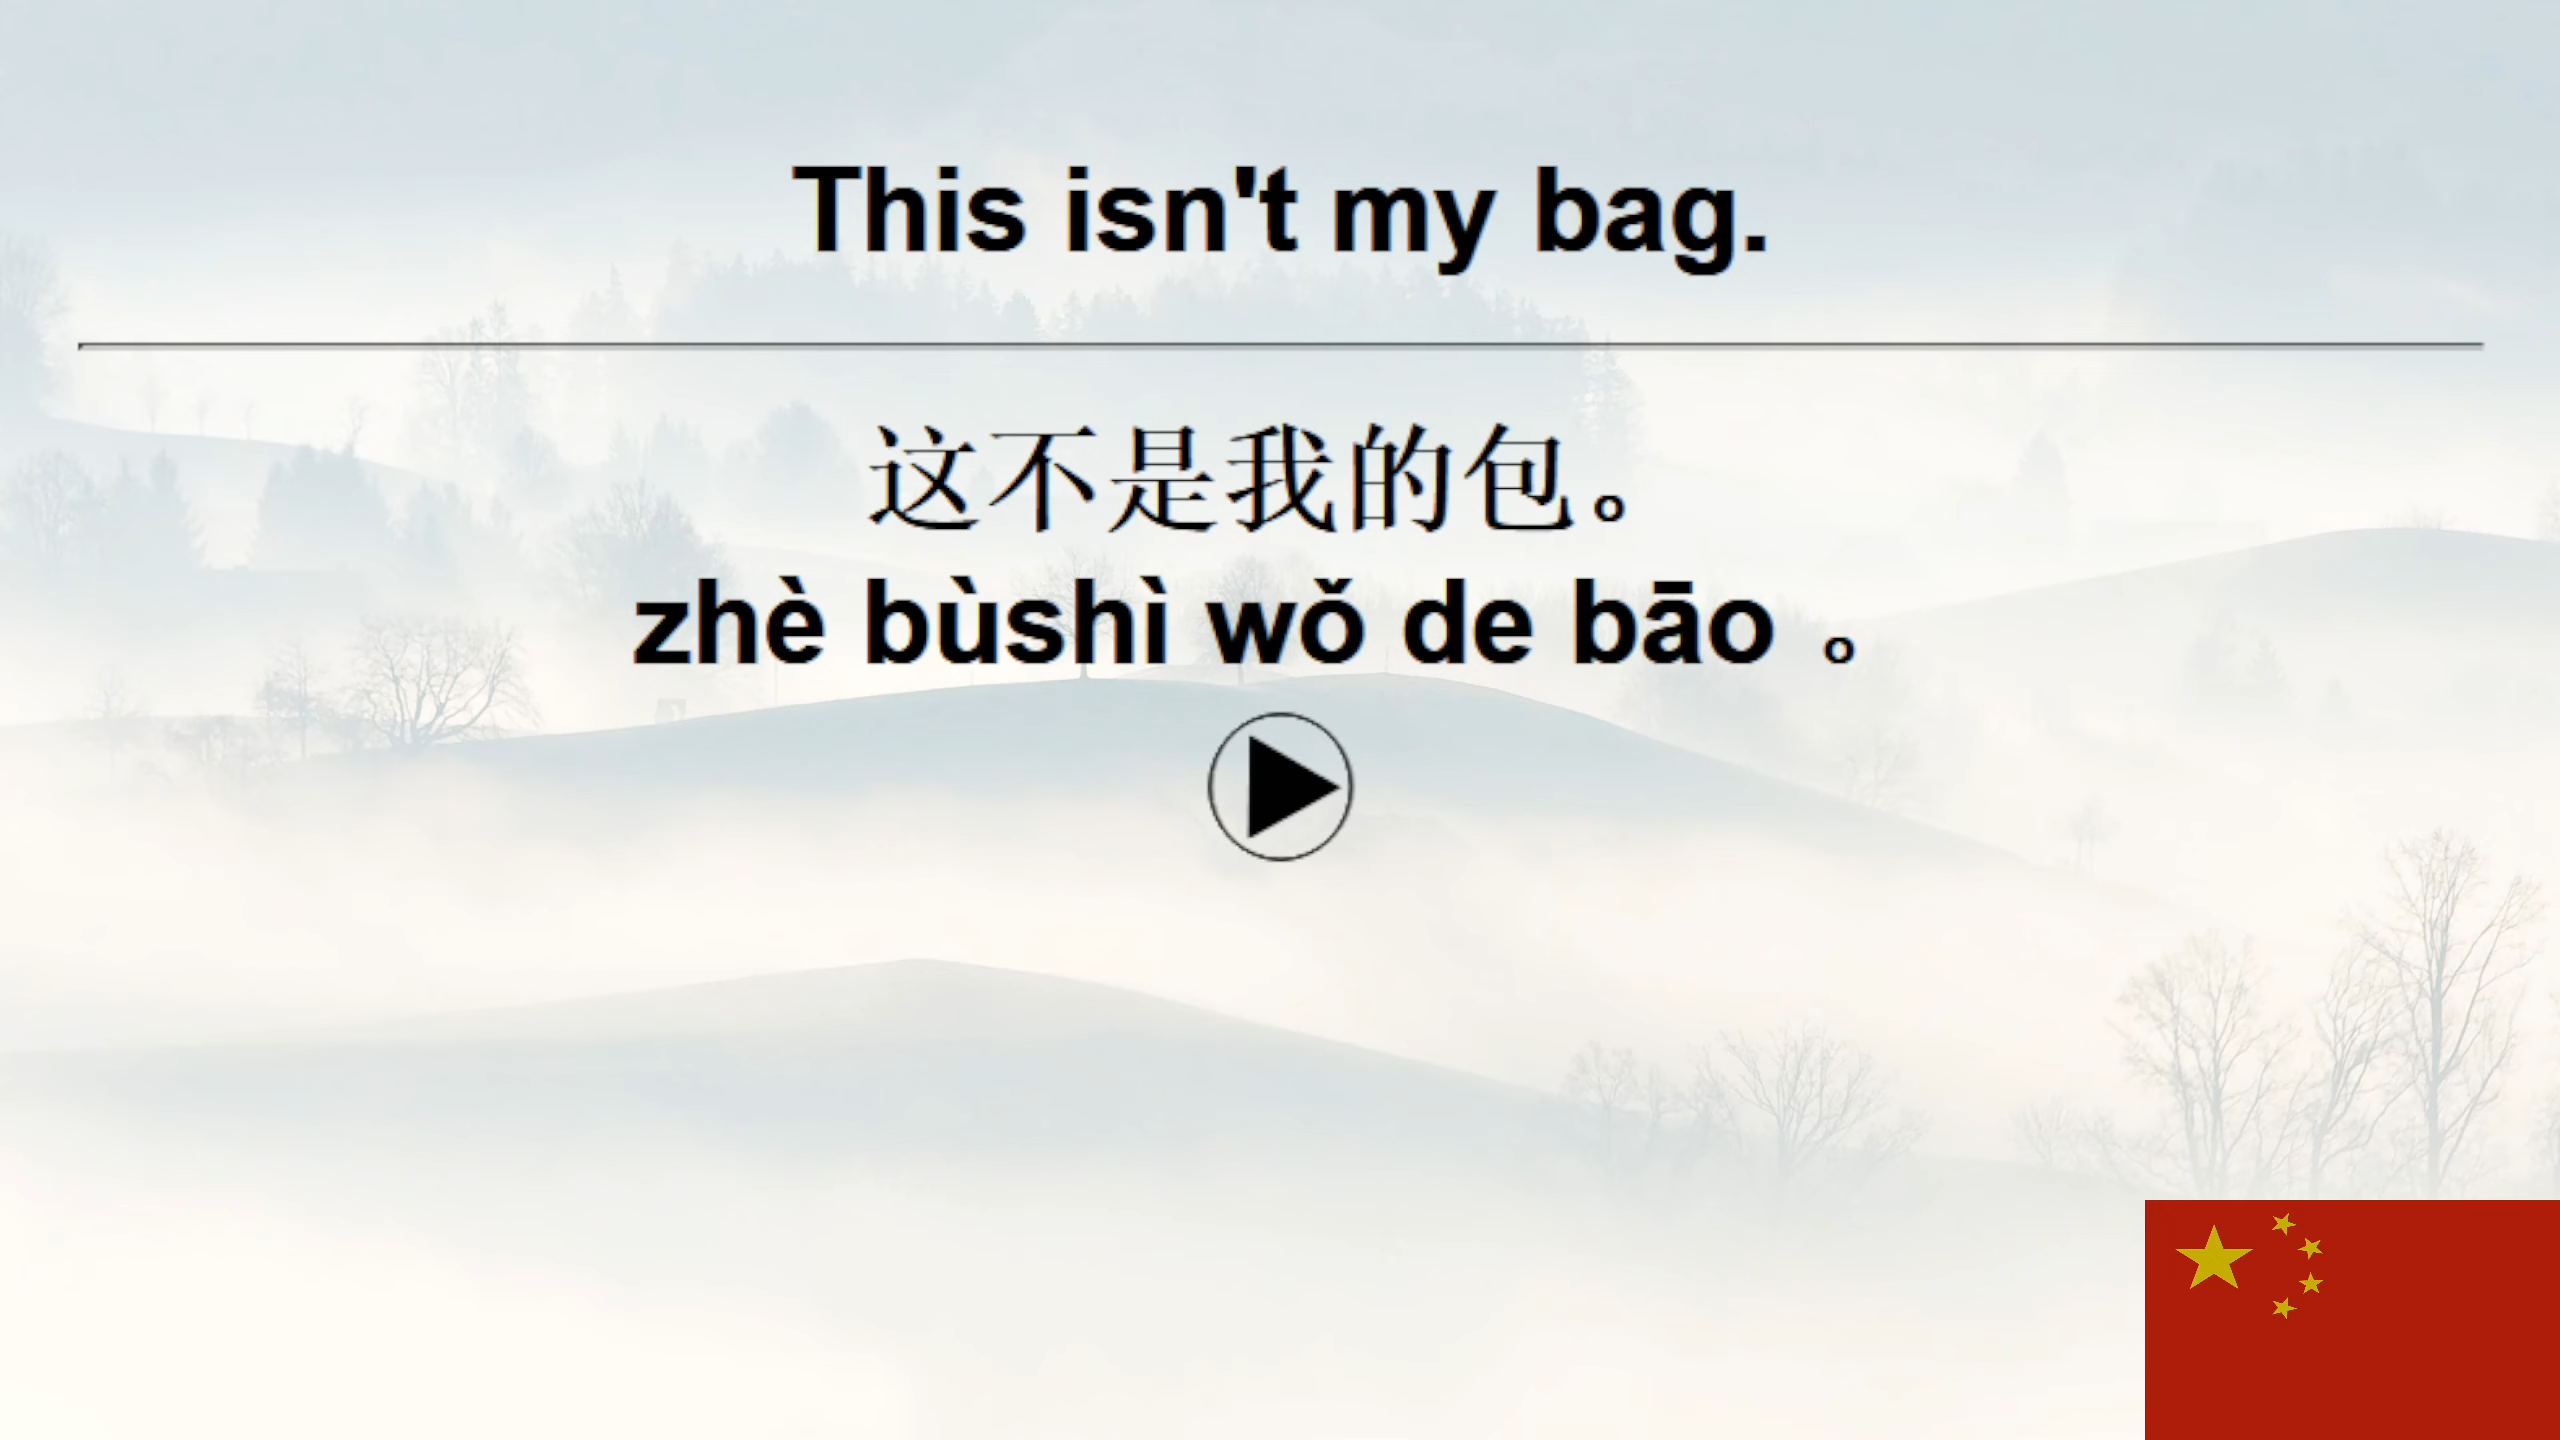 This isn't my bag.
这不是我的包。
zhè bùshì wǒ de bāo 。